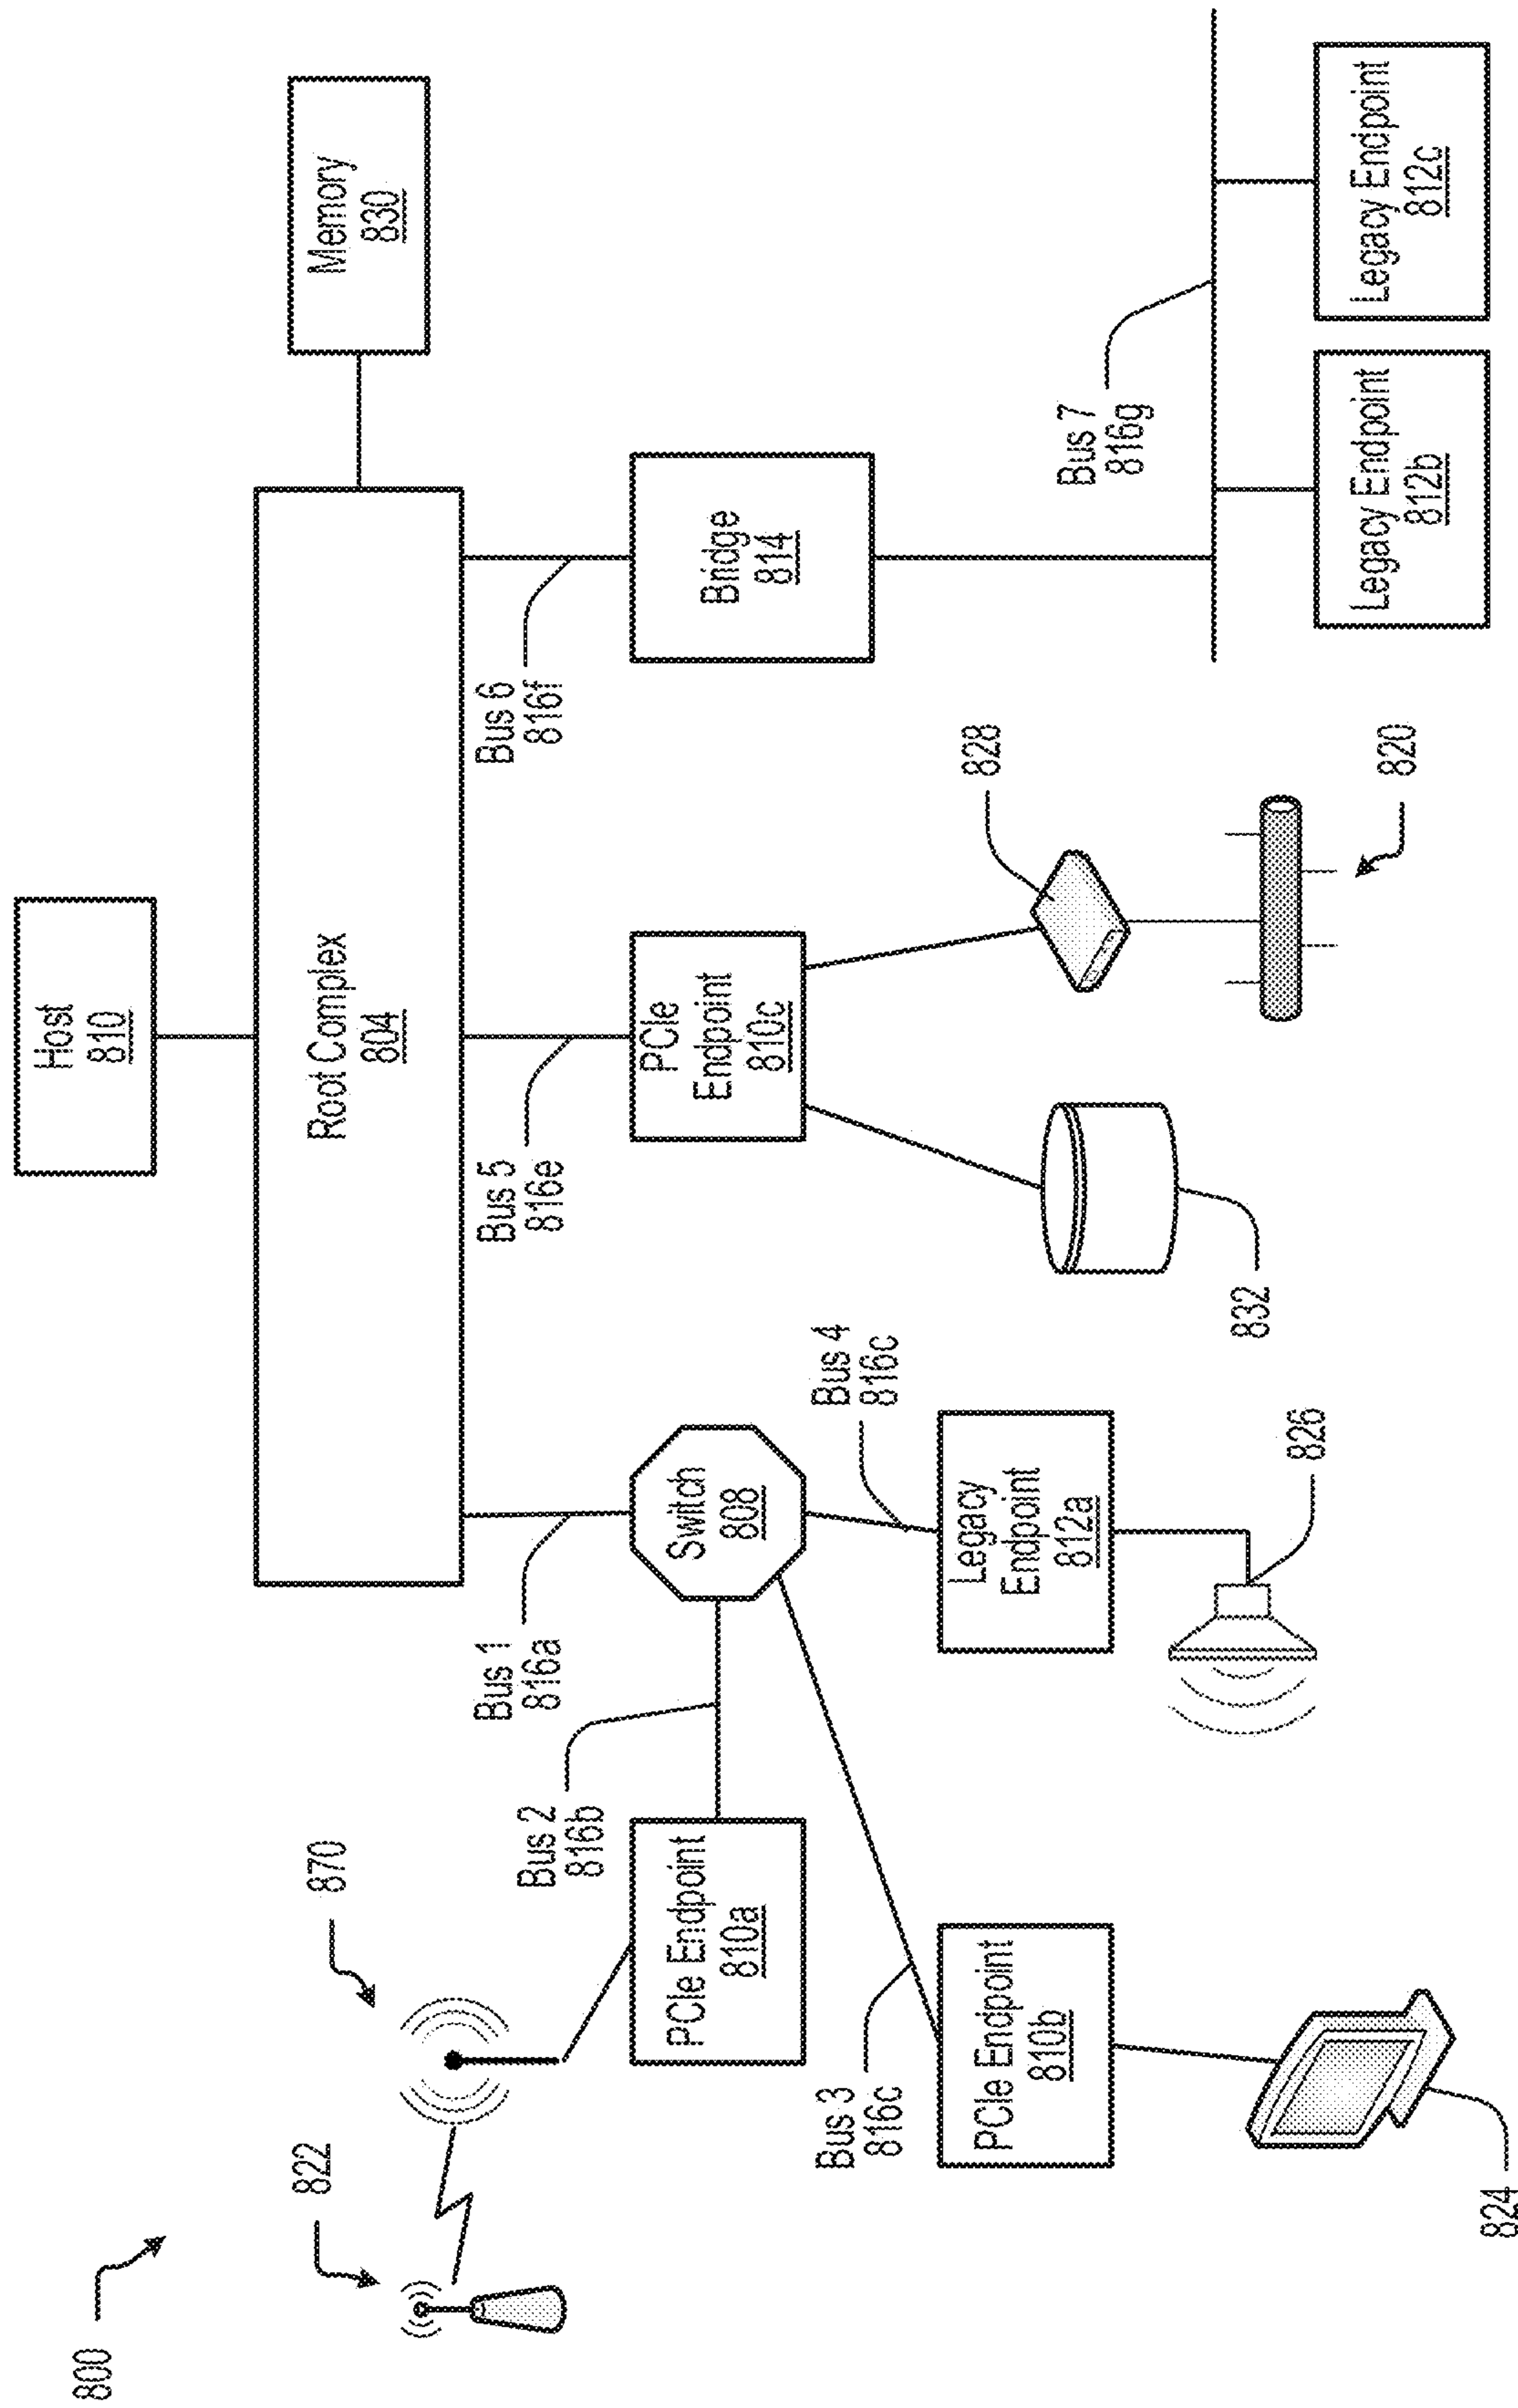 800
822
870
Host
810
Root Complex
804
Memory
830
Bus 1
816a
Bus 2
816b
Bus 5
816e
Bus 6
816f
PCIe Endpoint
810a
Switch
808
PCIe
Endpoint
810c
Bridge
814
Bus 3
816c
Bus 4
816c
PCIe Endpoint
810b
Legacy
Endpoint
812a
828
Bus 7
816g
824
826
832
820
Legacy Endpoint
812b
Legacy Endpoint
812c